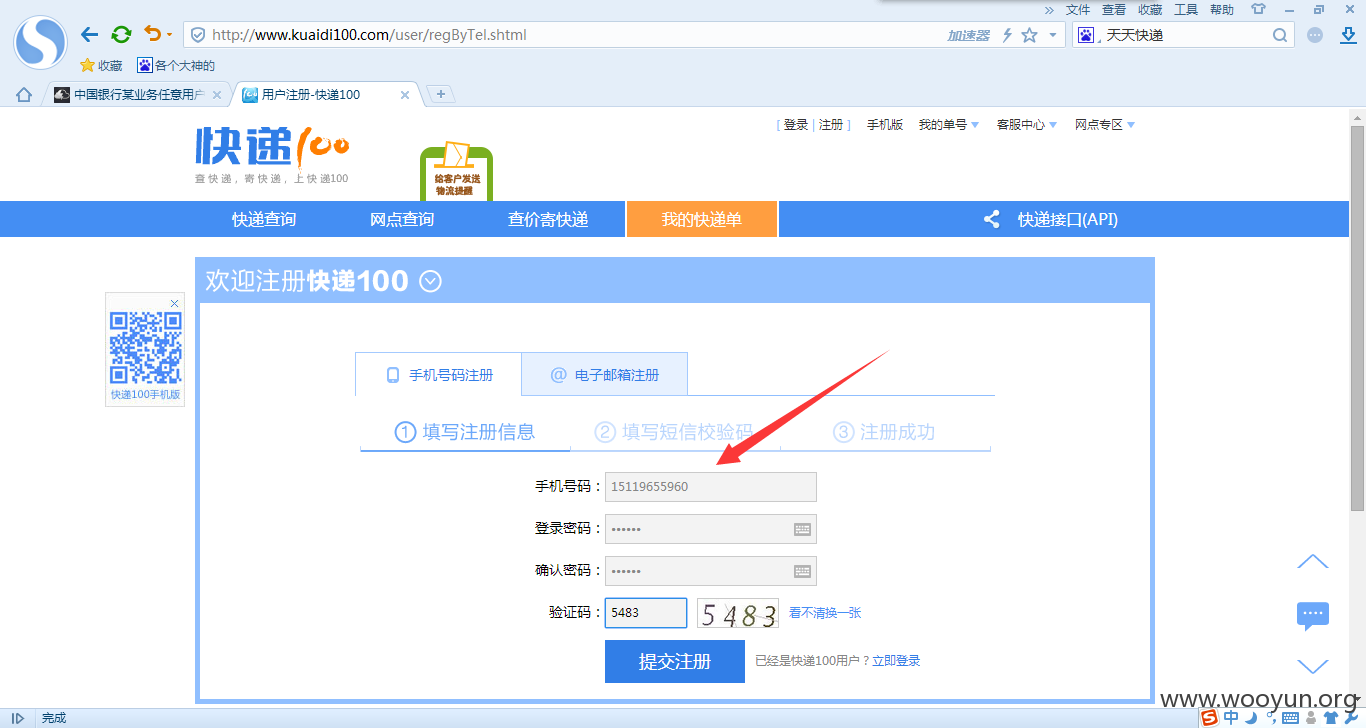 文件 查看 收藏 工具 帮助
http://www.kuaidi100.com/user/regByTel.shtml
加速器
天天快递
收藏 各个大神的
中国银行某业务任意用户
用户注册-快递100
快递100
查快递，寄快递，上快递100
给客户发送
物流提醒
[ 登录 | 注册 ] 手机版 我的单号 客服中心 网点专区
快递查询 网点查询 查价寄快递 我的快递单 快递接口(API)
欢迎注册快递100
快递100手机版
手机号码注册 @ 电子邮箱注册
① 填写注册信息 ② 填写短信校验码 ③ 注册成功
手机号码： 15119655960
登录密码： ••••••
确认密码： ••••••
验证码： 5483 5483 看不清换一张
提交注册 已经是快递100用户？立即登录
www.wooyun.org
完成
中